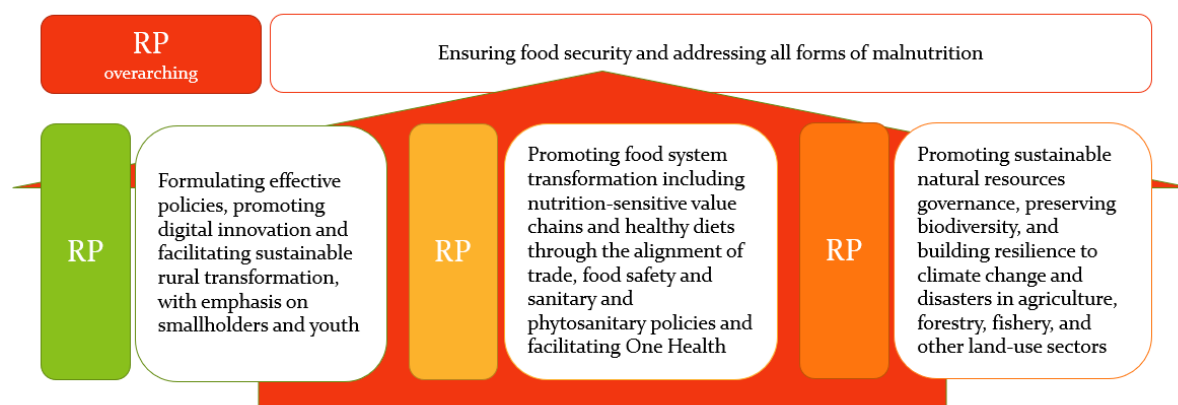 RP
overarching
Ensuring food security and addressing all forms of malnutrition
RP
Formulating effective
policies, promoting
digital innovation and
facilitating sustainable
rural transformation,
with emphasis on
smallholders and youth
RP
Promoting food system
transformation including
nutrition-sensitive value
chains and healthy diets
through the alignment of
trade, food safety and
sanitary and
phytosanitary policies and
facilitating One Health
RP
Promoting sustainable
natural resources
governance, preserving
biodiversity, and
building resilience to
climate change and
disasters in agriculture,
forestry, fishery, and
other land-use sectors